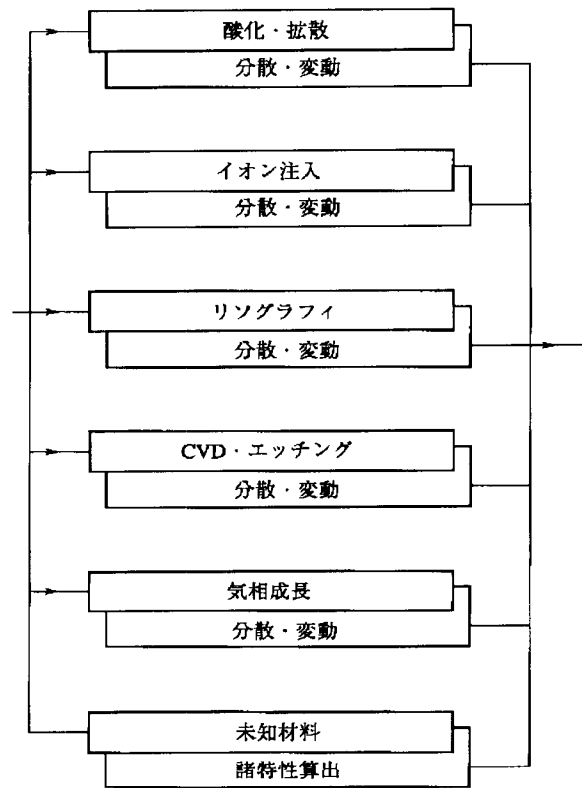 酸化・拡散
分散・変動
イオン注入
分散・変動
リソグラフィ
分散・変動
CVD・エッチング
分散・変動
気相成長
分散・変動
未知材料
諸特性算出